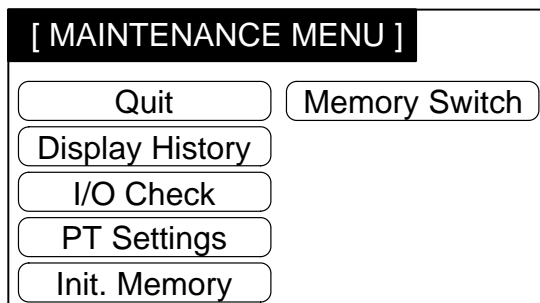 [ MAINTENANCE MENU ]
Quit Memory Switch
Display History
I/O Check
PT Settings
Init. Memory